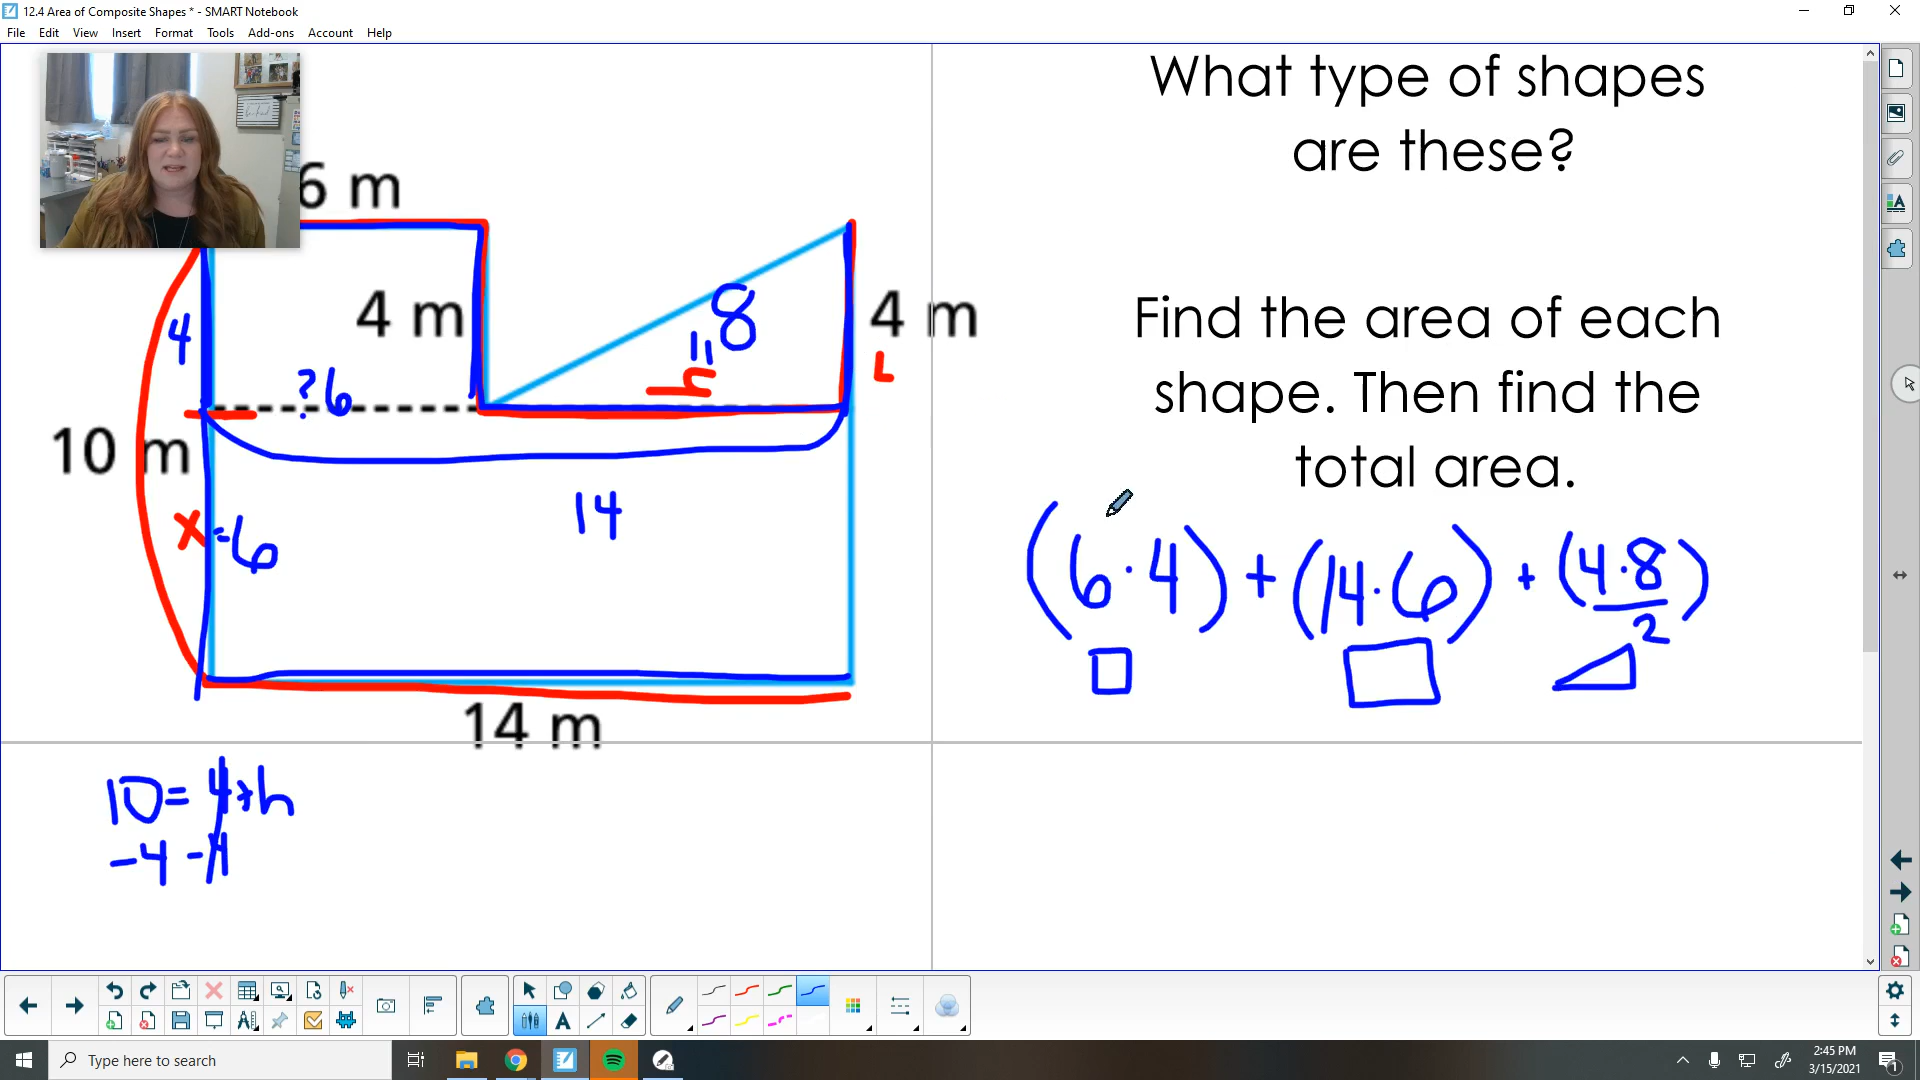 12.4 Area of Composite Shapes * - SMART Notebook
File Edit View Insert Format Tools Add-ons Account Help
What type of shapes
are these?
6 m
4 m
4 m
4
8
=
h
L
? 6
10 m
x = 6
14
14 m
Find the area of each
shape. Then find the
total area.
(6·4) + (14·6) + (4·8)
2
10 = 4 + h
-4 -4
Type here to search
2:45 PM
3/15/2021
1